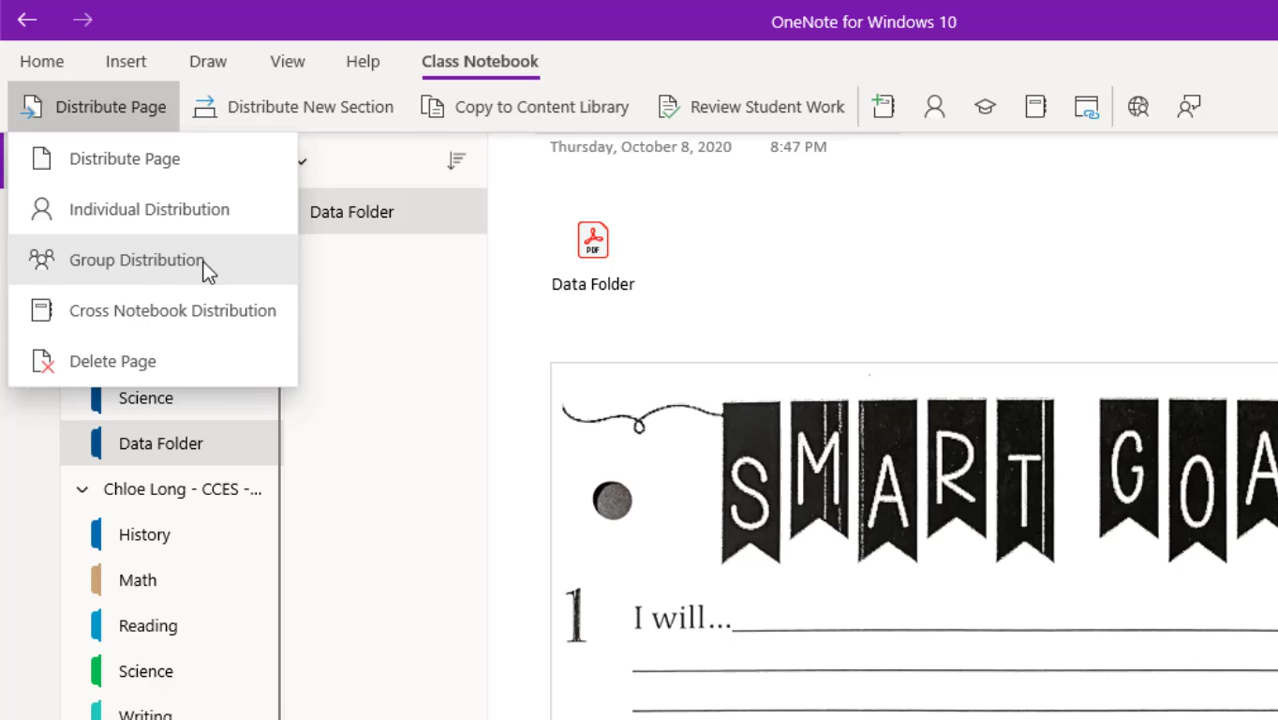 OneNote for Windows 10
Home Insert Draw View Help Class Notebook
Distribute Page Distribute New Section Copy to Content Library Review Student Work
Distribute Page
Individual Distribution
Group Distribution
Cross Notebook Distribution
Delete Page
Science
Data Folder
Chloe Long - CCES -...
History
Math
Reading
Science
Writing
Data Folder
Thursday, October 8, 2020 8:47 PM
PDF
Data Folder
SMART GOA
1 I will...